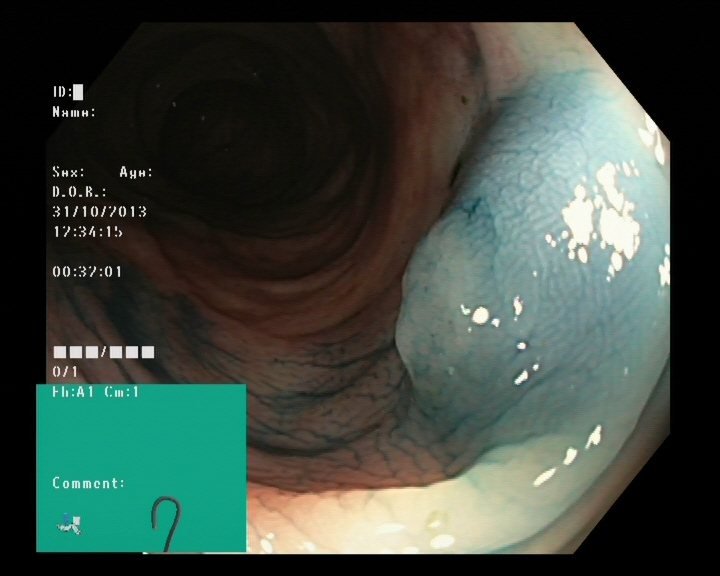 ID:
Name:
Sex: Age:
D.O.B.:
31/10/2013
12:34:15
00:32:01
■■■/■■■
0/1
Eh:A1 Cm:1
Comment: